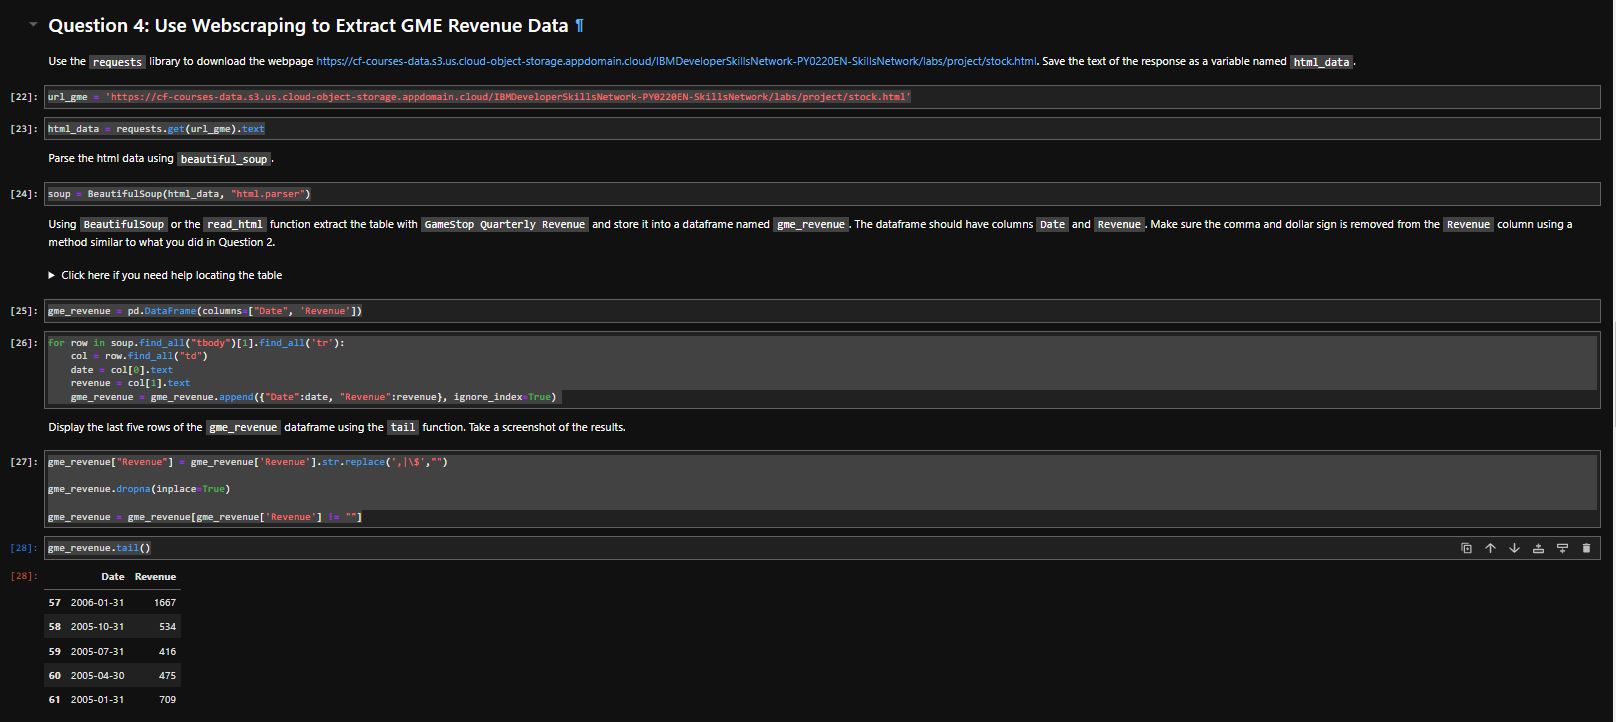 Question 4: Use Webscraping to Extract GME Revenue Data ¶
Use the requests library to download the webpage https://cf-courses-data.s3.us.cloud-object-storage.appdomain.cloud/IBMDeveloperSkillsNetwork-PY0220EN-SkillsNetwork/labs/project/stock.html. Save the text of the response as a variable named html_data.
[22]: url_gme = 'https://cf-courses-data.s3.us.cloud-object-storage.appdomain.cloud/IBMDeveloperSkillsNetwork-PY0220EN-SkillsNetwork/labs/project/stock.html'
[23]: html_data = requests.get(url_gme).text
Parse the html data using beautiful_soup.
[24]: soup = BeautifulSoup(html_data, "html.parser")
Using BeautifulSoup or the read_html function extract the table with GameStop Quarterly Revenue and store it into a dataframe named gme_revenue. The dataframe should have columns Date and Revenue. Make sure the comma and dollar sign is removed from the Revenue column using a
method similar to what you did in Question 2.
Click here if you need help locating the table
[25]: gme_revenue = pd.DataFrame(columns=["Date", 'Revenue'])
[26]: for row in soup.find_all("tbody")[1].find_all('tr'):
col = row.find_all("td")
date = col[0].text
revenue = col[1].text
gme_revenue = gme_revenue.append({"Date":date, "Revenue":revenue}, ignore_index=True)
Display the last five rows of the gme_revenue dataframe using the tail function. Take a screenshot of the results.
[27]: gme_revenue["Revenue"] = gme_revenue['Revenue'].str.replace(',|\$',"")
gme_revenue.dropna(inplace=True)
gme_revenue = gme_revenue[gme_revenue['Revenue'] != ""]
[28]: gme_revenue.tail()
[28]: Date Revenue
57 2006-01-31 1667
58 2005-10-31 534
59 2005-07-31 416
60 2005-04-30 475
61 2005-01-31 709